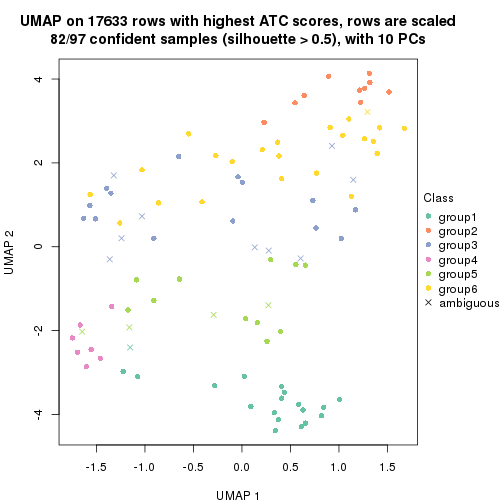 UMAP on 17633 rows with highest ATC scores, rows are scaled
82/97 confident samples (silhouette > 0.5), with 10 PCs
4
2
0
-2
-4
UMAP 2
-1.5 -1.0 -0.5 0.0 0.5 1.0 1.5
UMAP 1
Class
group1
group2
group3
group4
group5
group6
ambiguous